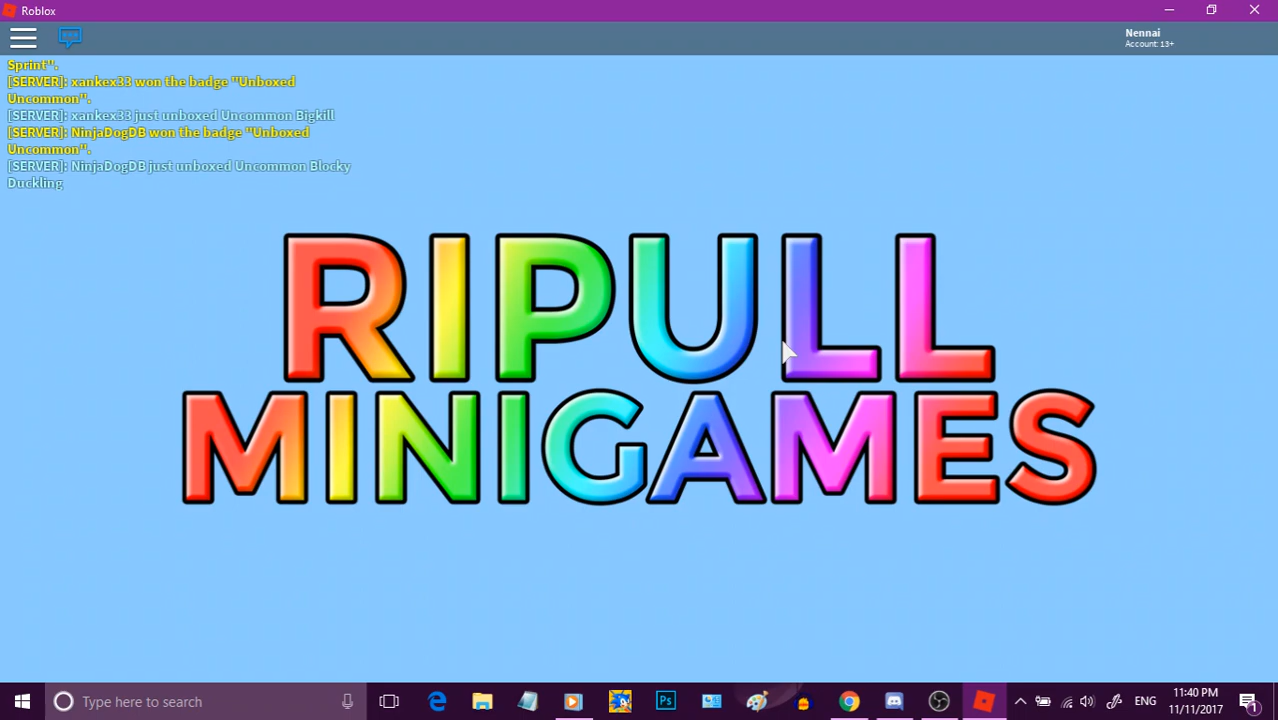 Roblox
Nennai
Account: 13+
Sprint".
[SERVER]: xankex33 won the badge "Unboxed
Uncommon".
[SERVER]: xankex33 just unboxed Uncommon Bigkill
[SERVER]: NinjaDogDB won the badge "Unboxed
Uncommon".
[SERVER]: NinjaDogDB just unboxed Uncommon Blocky
Duckling
RIPULL
MINIGAMES
Type here to search
Ps
ENG
11:40 PM
11/11/2017
1